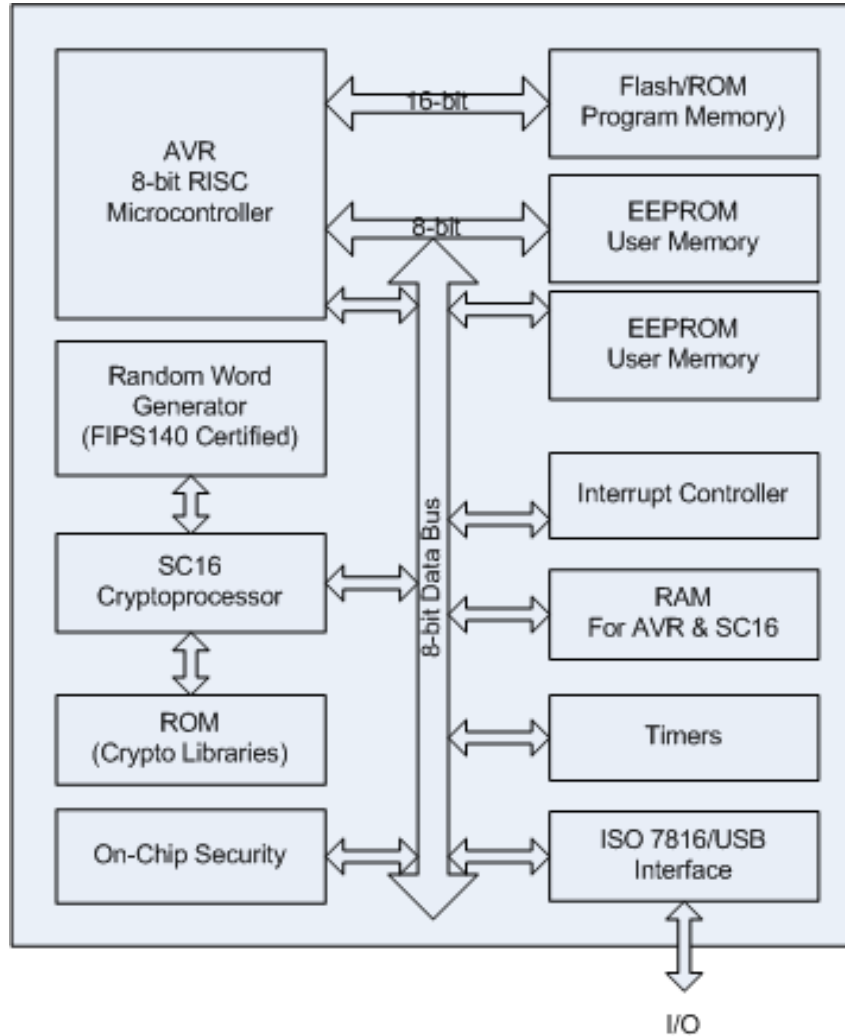 AVR
8-bit RISC
Microcontroller
16-bit
Flash/ROM
Program Memory)
8-bit
EEPROM
User Memory
EEPROM
User Memory
Random Word
Generator
(FIPS140 Certified)
8-bit Data Bus
Interrupt Controller
SC16
Cryptoprocessor
RAM
For AVR & SC16
ROM
(Crypto Libraries)
Timers
On-Chip Security
ISO 7816/USB
Interface
I/O